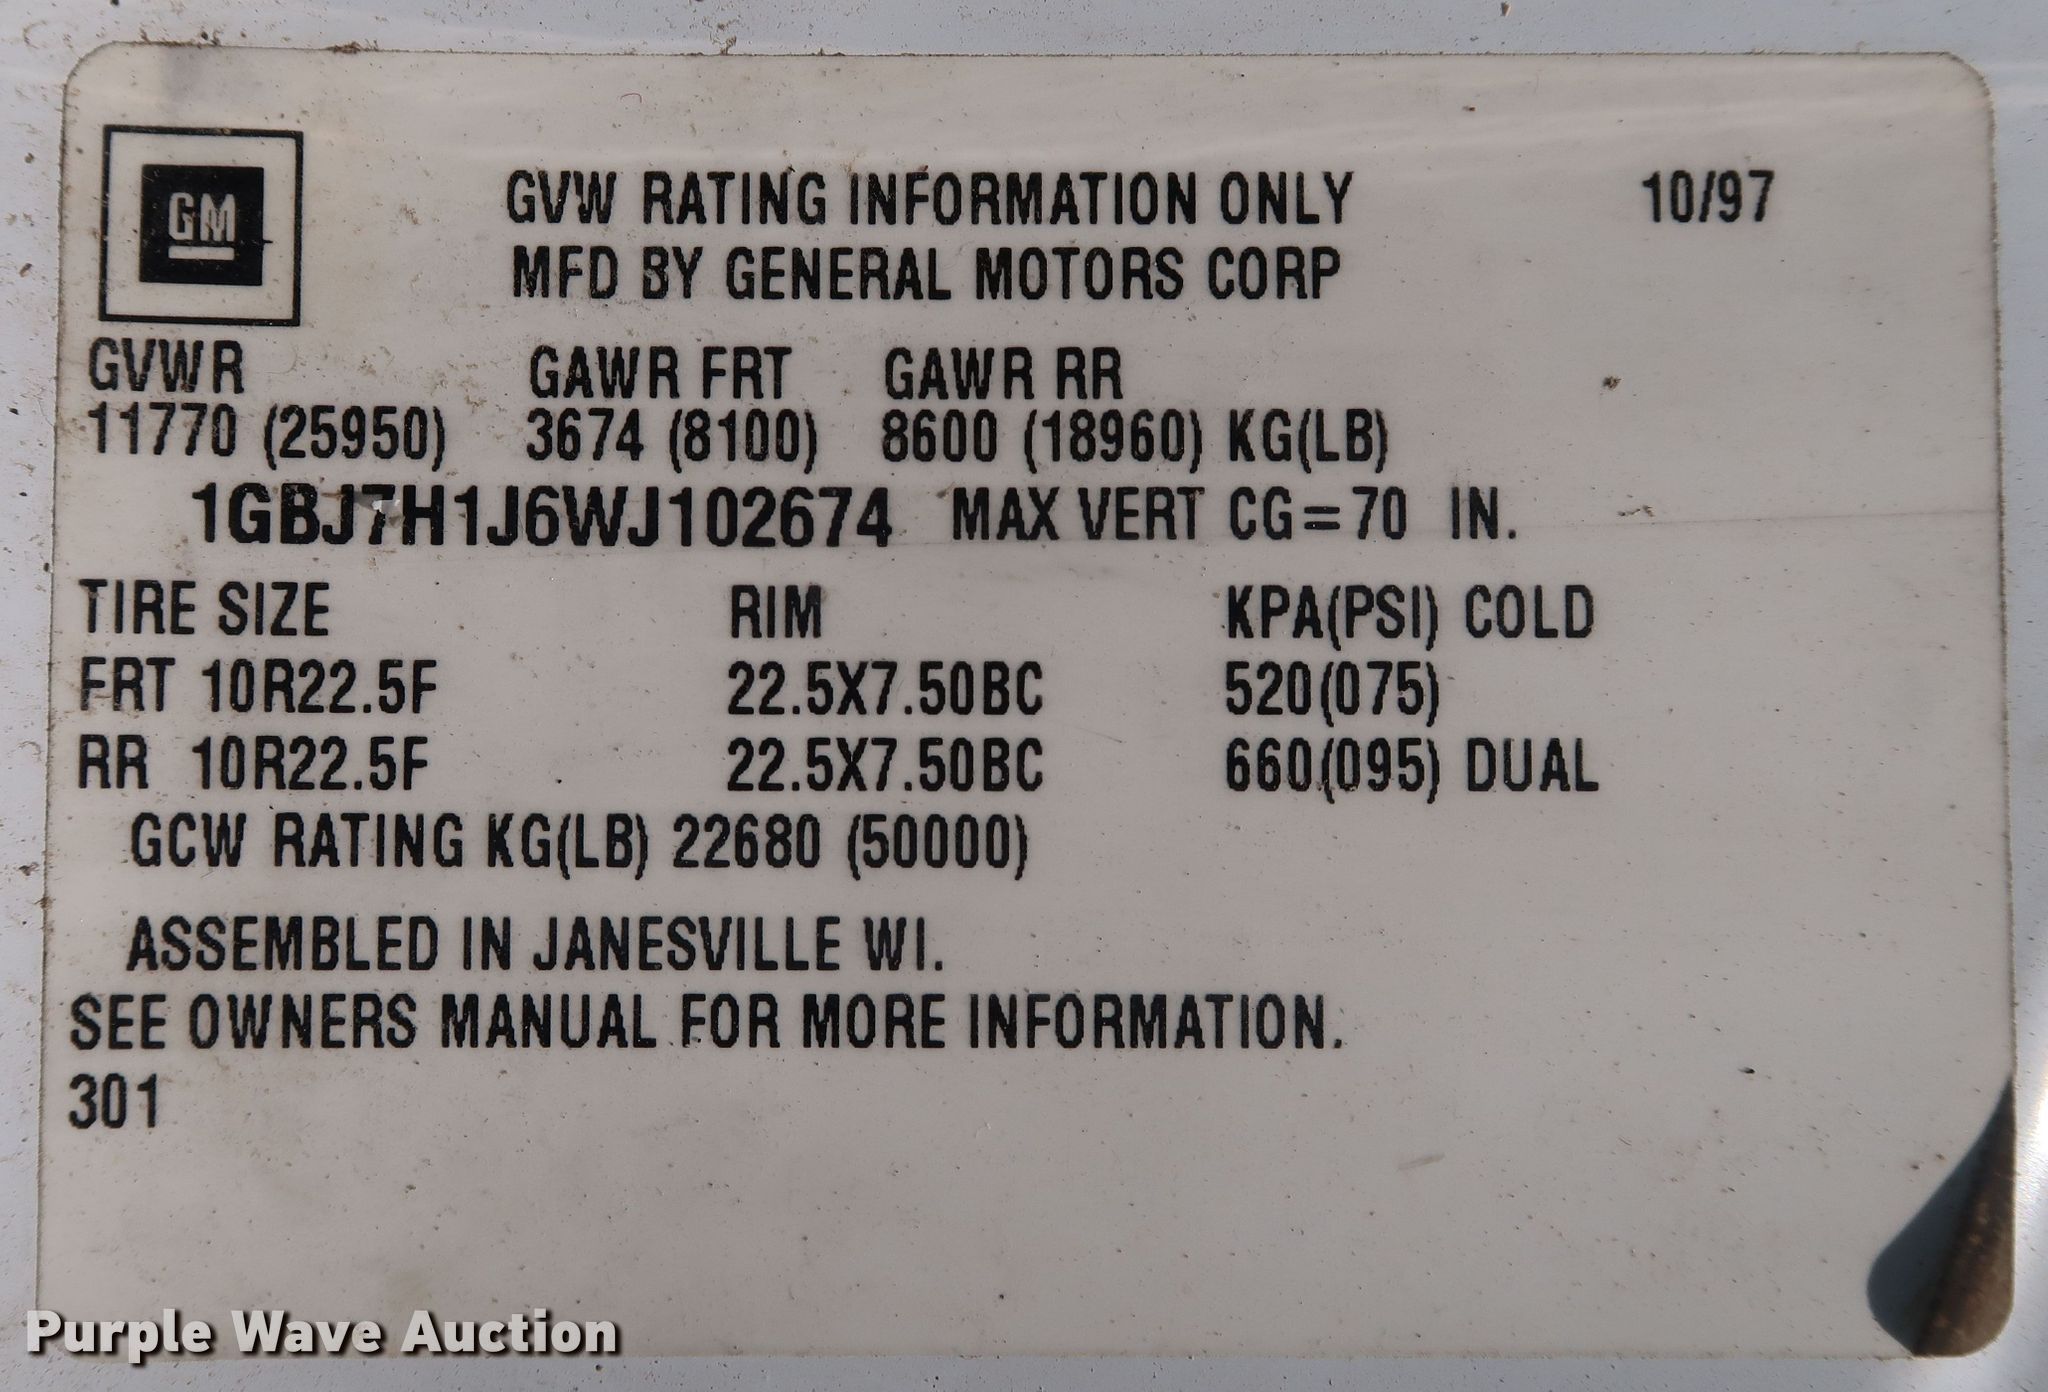 GM
GVW RATING INFORMATION ONLY 10/97
MFD BY GENERAL MOTORS CORP
GVWR GAWR FRT GAWR RR
11770 (25950) 3674 (8100) 8600 (18960) KG(LB)
1GBJ7H1J6WJ102674 MAX VERT CG=70 IN.
TIRE SIZE RIM KPA(PSI) COLD
FRT 10R22.5F 22.5X7.50BC 520(075)
RR 10R22.5F 22.5X7.50BC 660(095) DUAL
GCW RATING KG(LB) 22680 (50000)
ASSEMBLED IN JANESVILLE WI.
SEE OWNERS MANUAL FOR MORE INFORMATION.
301
Purple Wave Auction